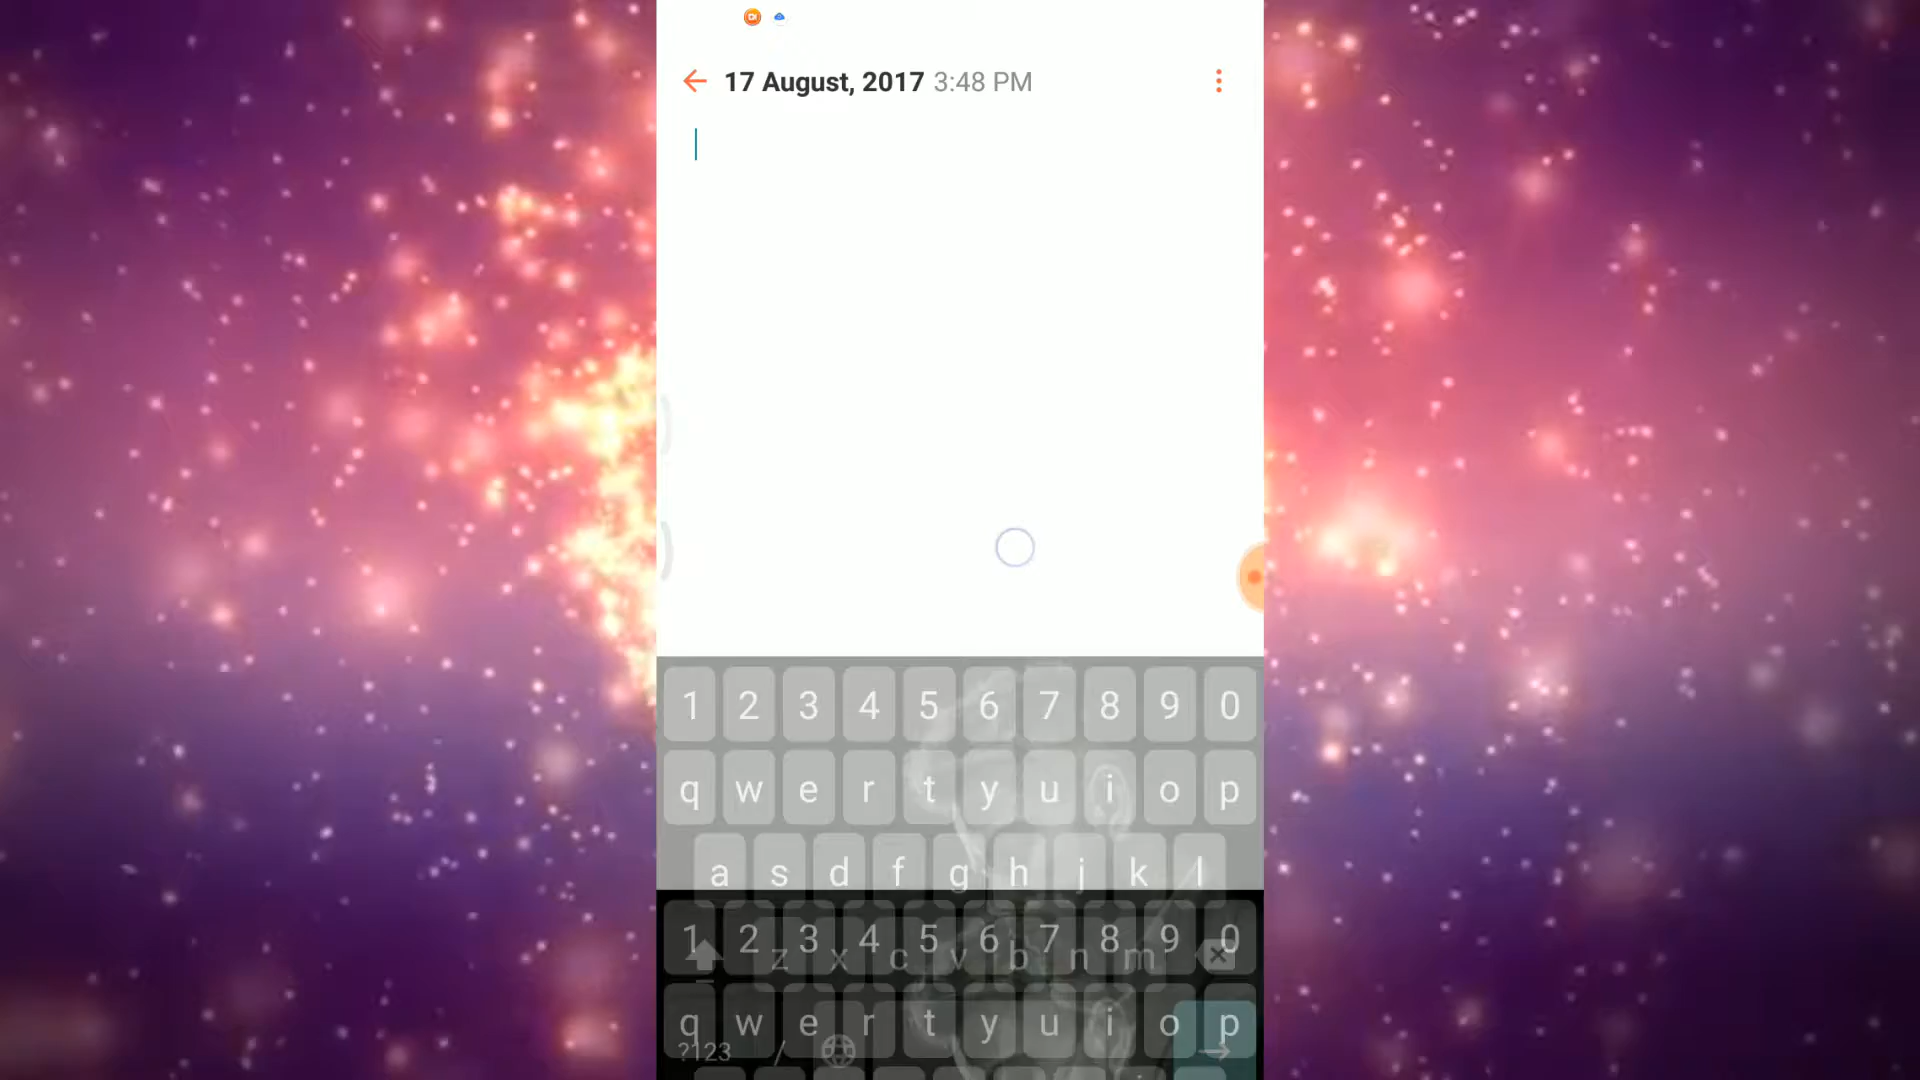 17 August, 2017 3:48 PM
1 2 3 4 5 6 7 8 9 0
q w e r t y u i o p
a s d f g h j k l
1 2 3 4 5 6 7 8 9 0
z x c v b n m
q w e r t y u i o p
?123 /